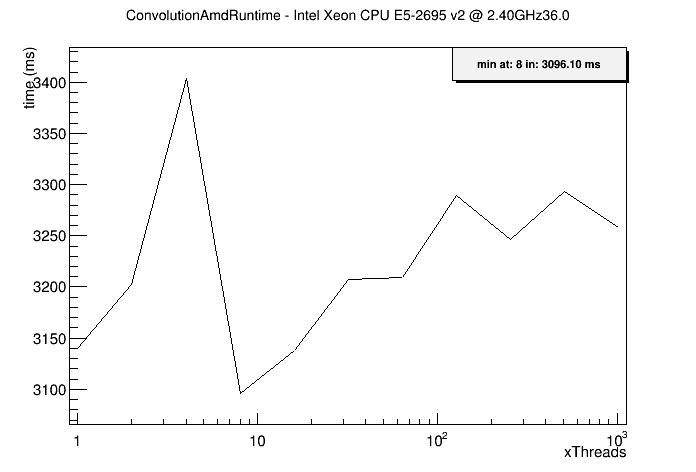 ConvolutionAmdRuntime - Intel Xeon CPU E5-2695 v2 @ 2.40GHz36.0
time (ms)
min at: 8 in: 3096.10 ms
3400
3350
3300
3250
3200
3150
3100
1 10 10² 10³
xThreads